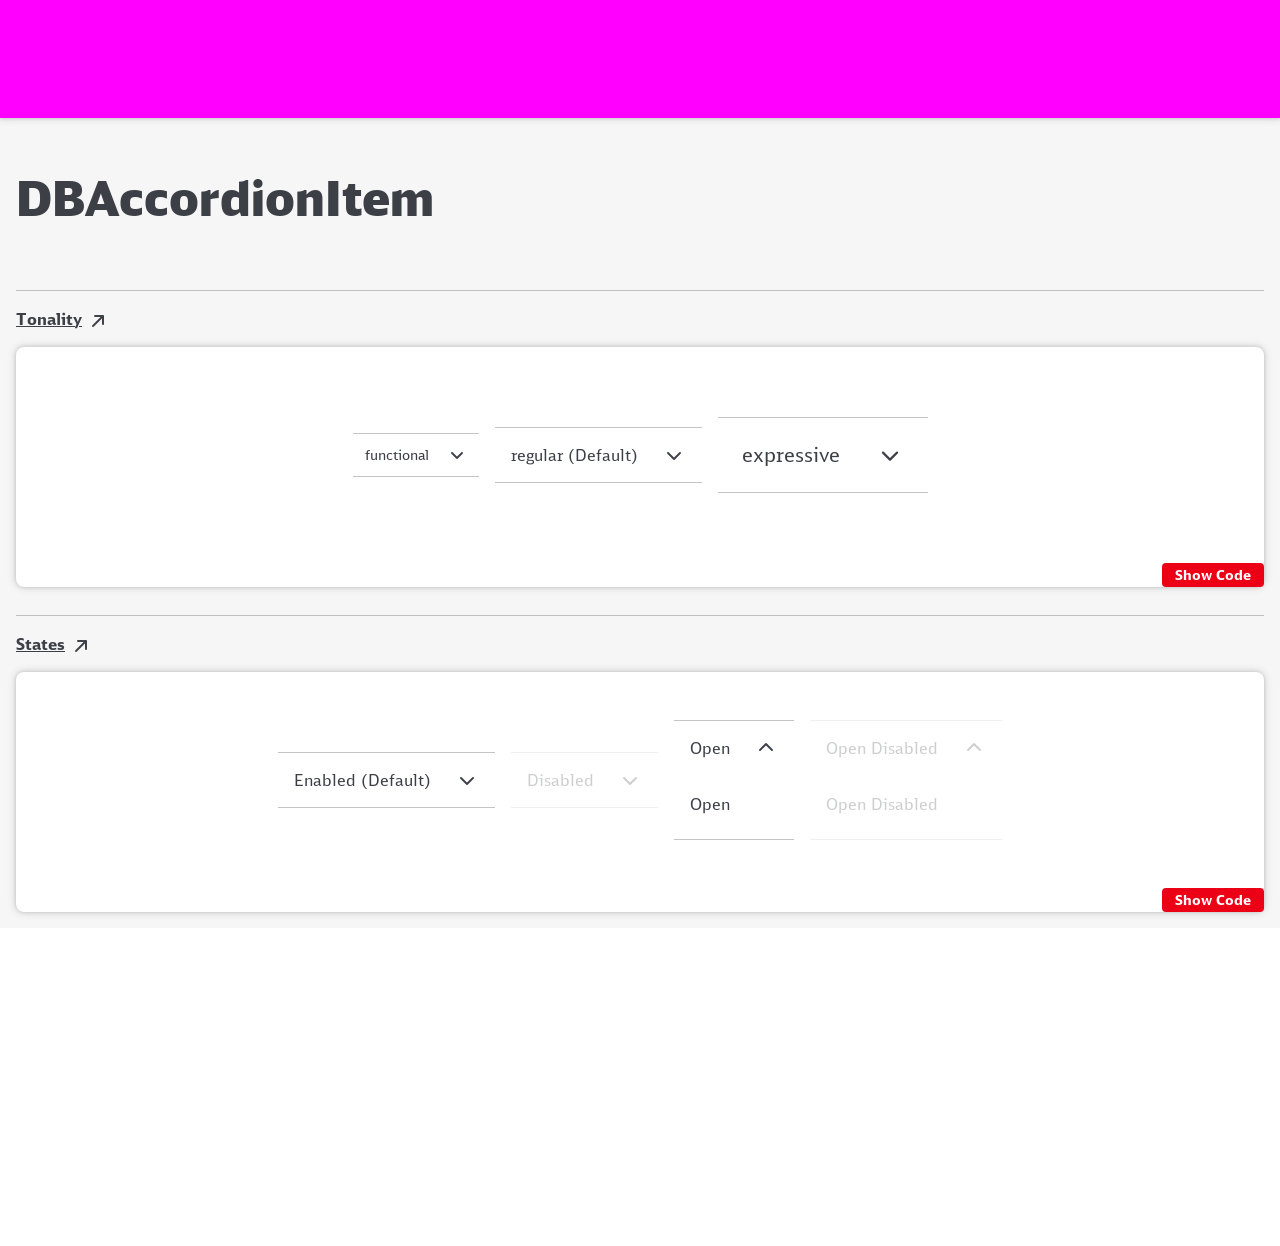 DBAccordionItem
Tonality
functional
regular (Default)
expressive
Show Code
States
Enabled (Default)
Disabled
Open
Open Disabled
Open
Open Disabled
Show Code